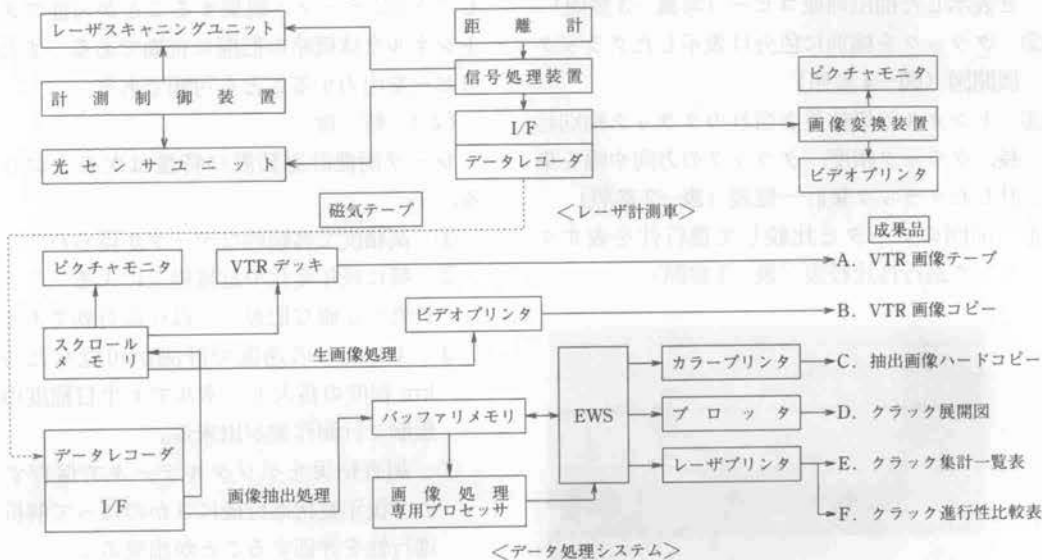 レーザスキャニングユニット
計測制御装置
光センサユニット
距離計
信号処理装置
I/F
データレコーダ
ピクチャモニタ
画像変換装置
ビデオプリンタ
<レーザ計測車>
磁気テープ
成果品
ピクチャモニタ
VTRデッキ
A. VTR画像テープ
ビデオプリンタ
B. VTR画像コピー
スクロール
メモリ
生画像処理
カラープリンタ
C. 抽出画像ハードコピー
バッファリメモリ
EWS
プロッタ
D. クラック展開図
データレコーダ
I/F
画像抽出処理
画像処理
専用プロセッサ
レーザプリンタ
E. クラック集計一覧表
F. クラック進行性比較表
<データ処理システム>